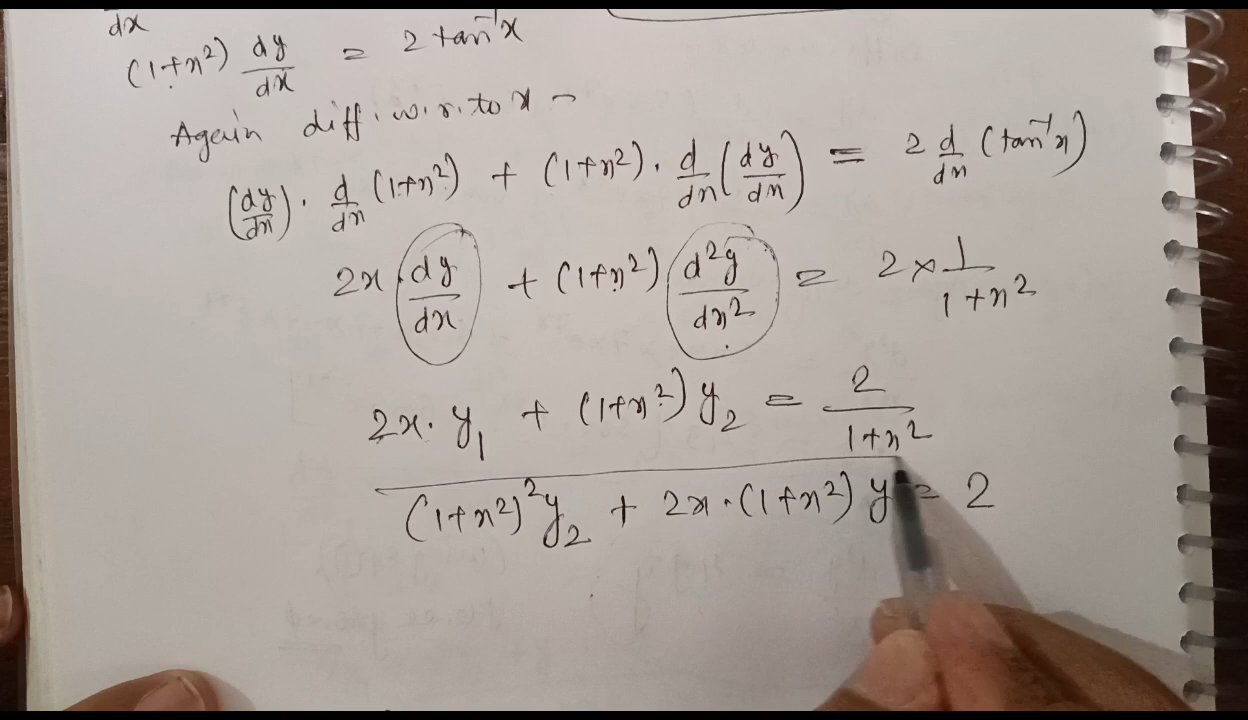 dx
(1+x²) dy/dx = 2 tan⁻¹x
Again diff. w.r. to x -
(dy/dx) . d/dx (1+x²) + (1+x²) . d/dx (dy/dx) = 2 d/dx (tan⁻¹x)
2x . dy/dx + (1+x²) d²y/dx² = 2 × 1/1+x²
2x . y₁ + (1+x²) y₂ = 2/1+x²
(1+x²)² y₂ + 2x . (1+x²) y = 2